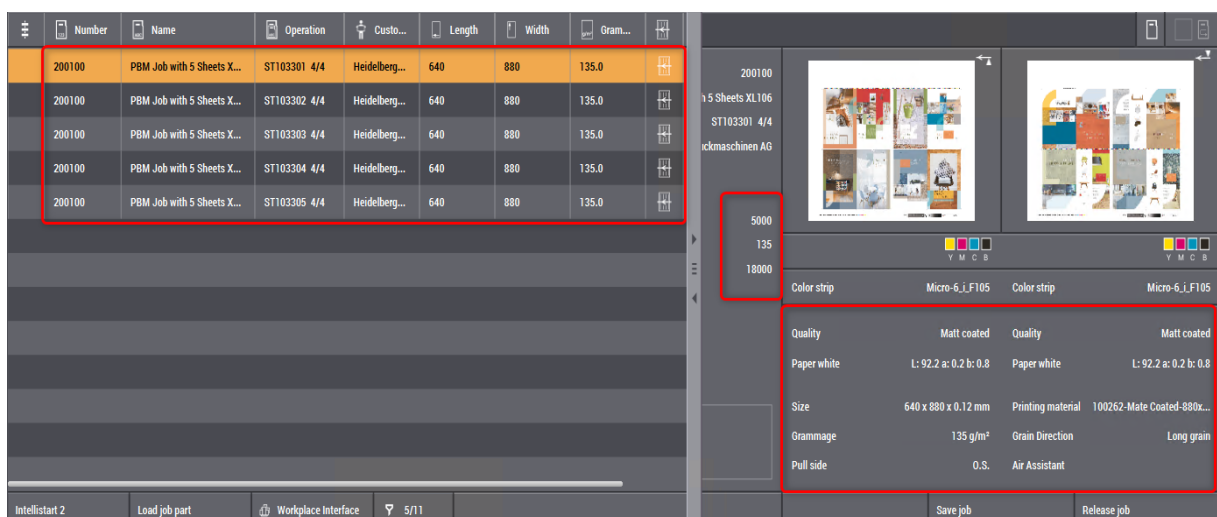 Number Name Operation Custo... Length Width Gram...
200100 PBM Job with 5 Sheets X... ST103301 4/4 Heidelberg... 640 880 135.0
200100 PBM Job with 5 Sheets X... ST103302 4/4 Heidelberg... 640 880 135.0
200100 PBM Job with 5 Sheets X... ST103303 4/4 Heidelberg... 640 880 135.0
200100 PBM Job with 5 Sheets X... ST103304 4/4 Heidelberg... 640 880 135.0
200100 PBM Job with 5 Sheets X... ST103305 4/4 Heidelberg... 640 880 135.0
200100
h 5 Sheets XL106
ST103301 4/4
ckmaschinen AG
5000
135
18000
Y M C B Y M C B
Color strip Micro-6_i_F105 Color strip Micro-6_i_F105
Quality Matt coated Quality Matt coated
Paper white L: 92.2 a: 0.2 b: 0.8 Paper white L: 92.2 a: 0.2 b: 0.8
Size 640 x 880 x 0.12 mm Printing material 100262-Mate Coated-880x...
Grammage 135 g/m² Grain Direction Long grain
Pull side O.S. Air Assistant
Intellistart 2 Load job part Workplace Interface 5/11 Save job Release job